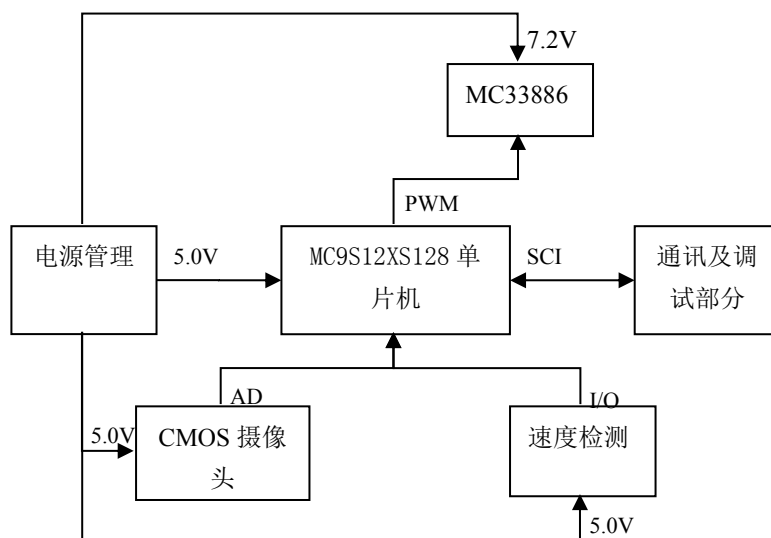 7.2V
MC33886
PWM
电源管理
5.0V
MC9S12XS128 单
片机
SCI
通讯及调
试部分
AD
I/O
5.0V
CMOS 摄像
头
速度检测
5.0V